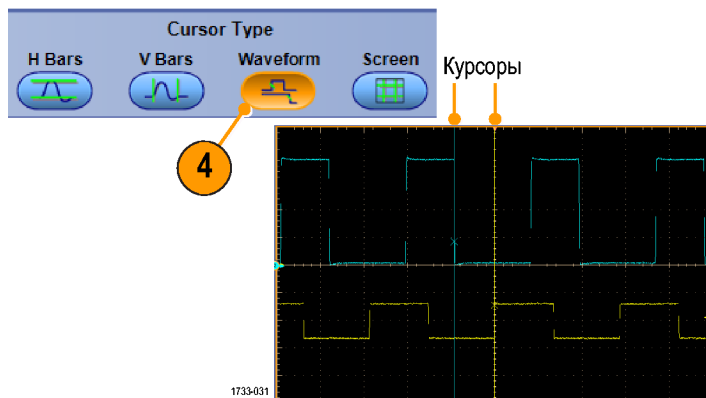 Cursor Type
H Bars V Bars Waveform Screen
Курсоры
4
1733-031